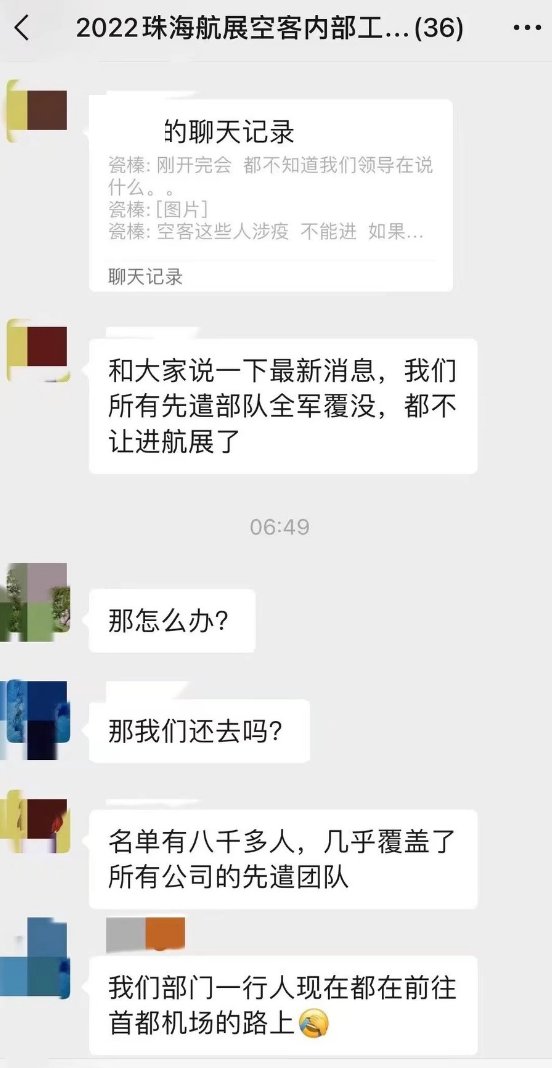 2022珠海航展空客内部工...(36)
的聊天记录
瓷榛: 刚开完会 都不知道我们领导在说
什么。。
瓷榛: [图片]
瓷榛: 空客这些人涉疫 不能进 如果...
聊天记录
和大家说一下最新消息，我们
所有先遣部队全军覆没，都不
让进航展了
06:49
那怎么办?
那我们还去吗?
名单有八千多人，几乎覆盖了
所有公司的先遣团队
我们部门一行人现在都在前往
首都机场的路上🤣